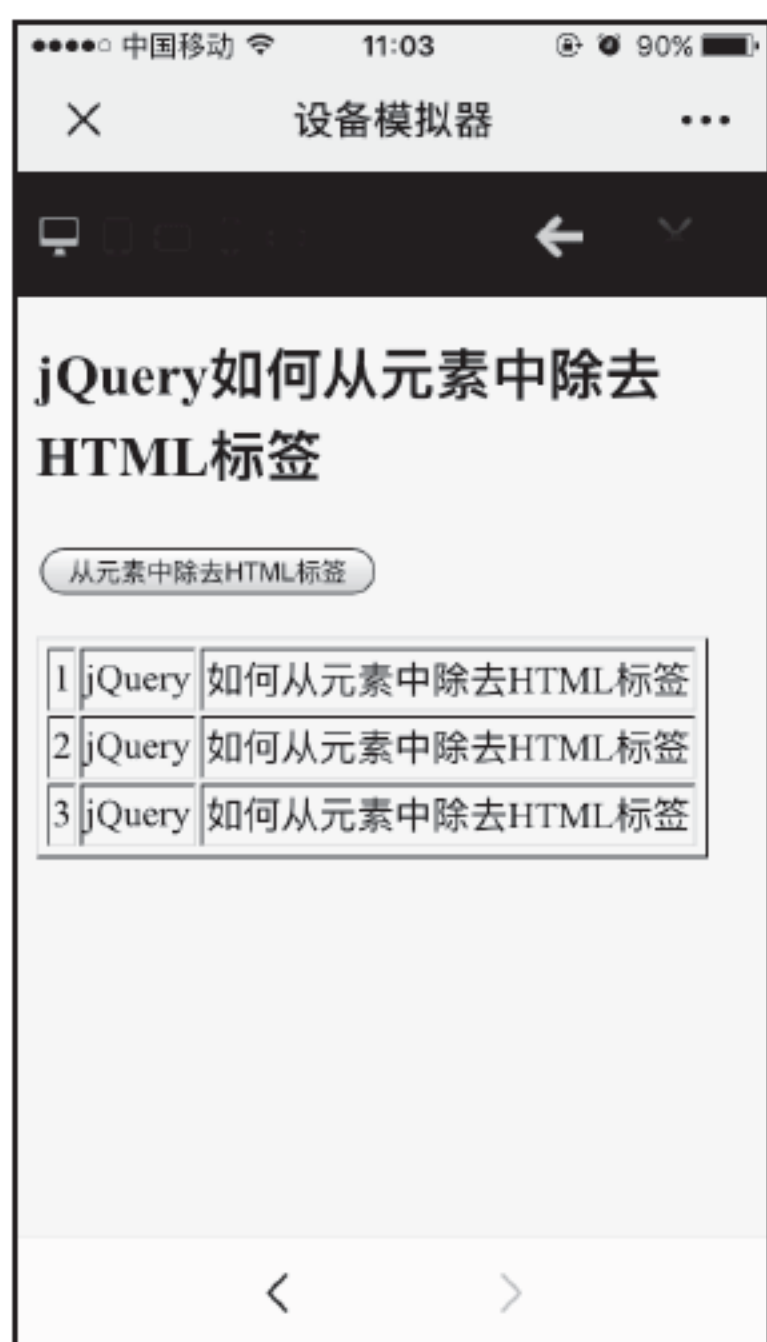 中国移动 11:03 90%
设备模拟器
jQuery如何从元素中除去
HTML标签
从元素中除去HTML标签
1 jQuery 如何从元素中除去HTML标签
2 jQuery 如何从元素中除去HTML标签
3 jQuery 如何从元素中除去HTML标签